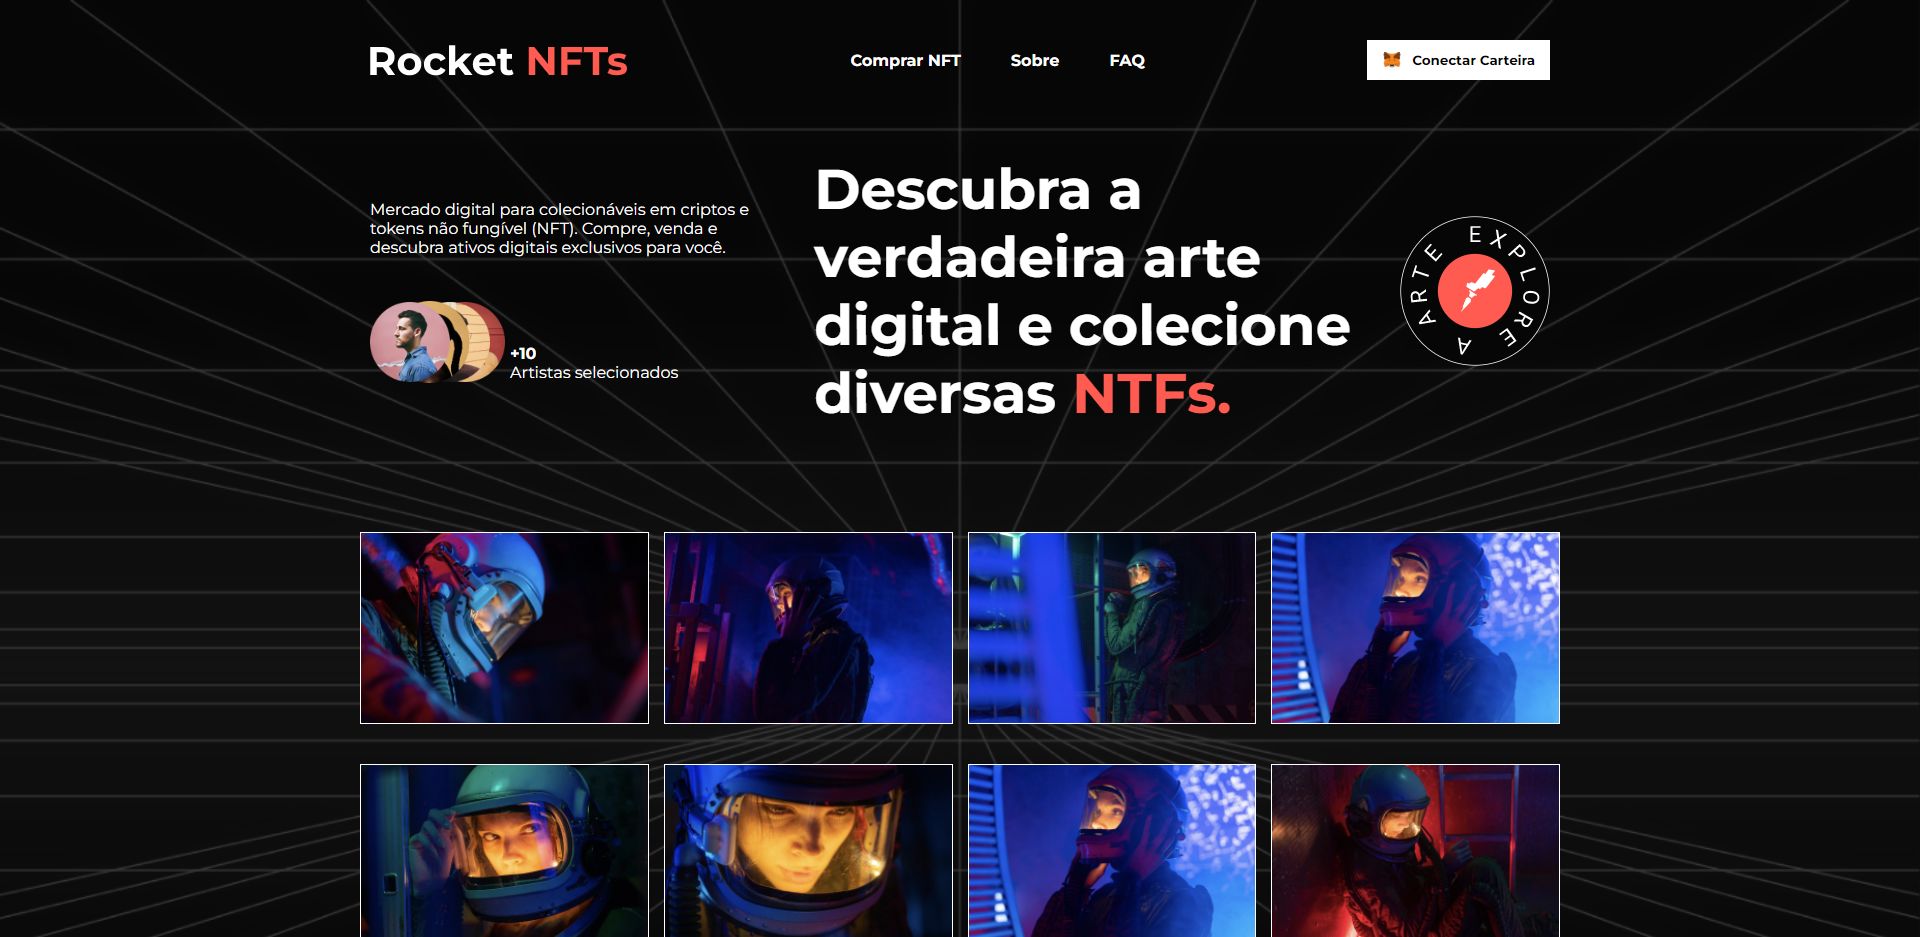 Rocket NFTs
Comprar NFT
Sobre
FAQ
Conectar Carteira
Mercado digital para colecionáveis em criptos e
tokens não fungível (NFT). Compre, venda e
descubra ativos digitais exclusivos para você.
+10
Artistas selecionados
Descubra a
verdadeira arte
digital e colecione
diversas NTFs.
EXPLORE A ARTE